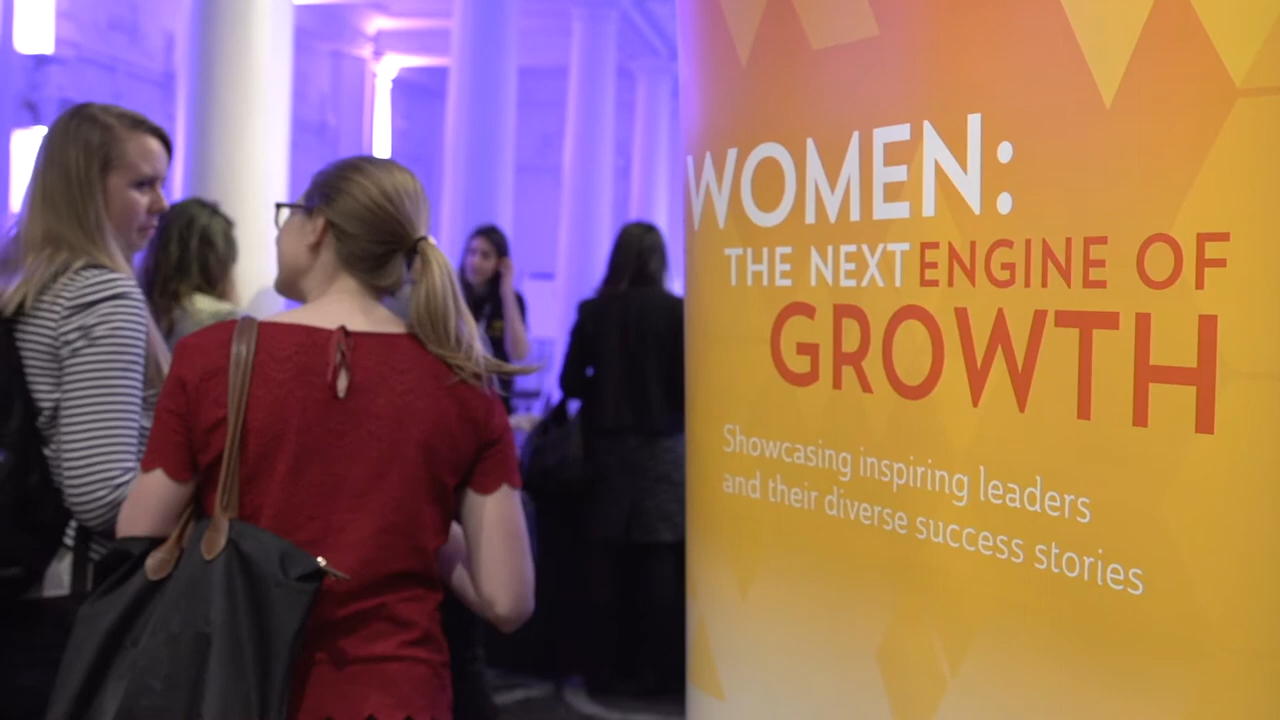 WOMEN:
THE NEXT ENGINE OF
GROWTH
Showcasing inspiring leaders
and their diverse success stories